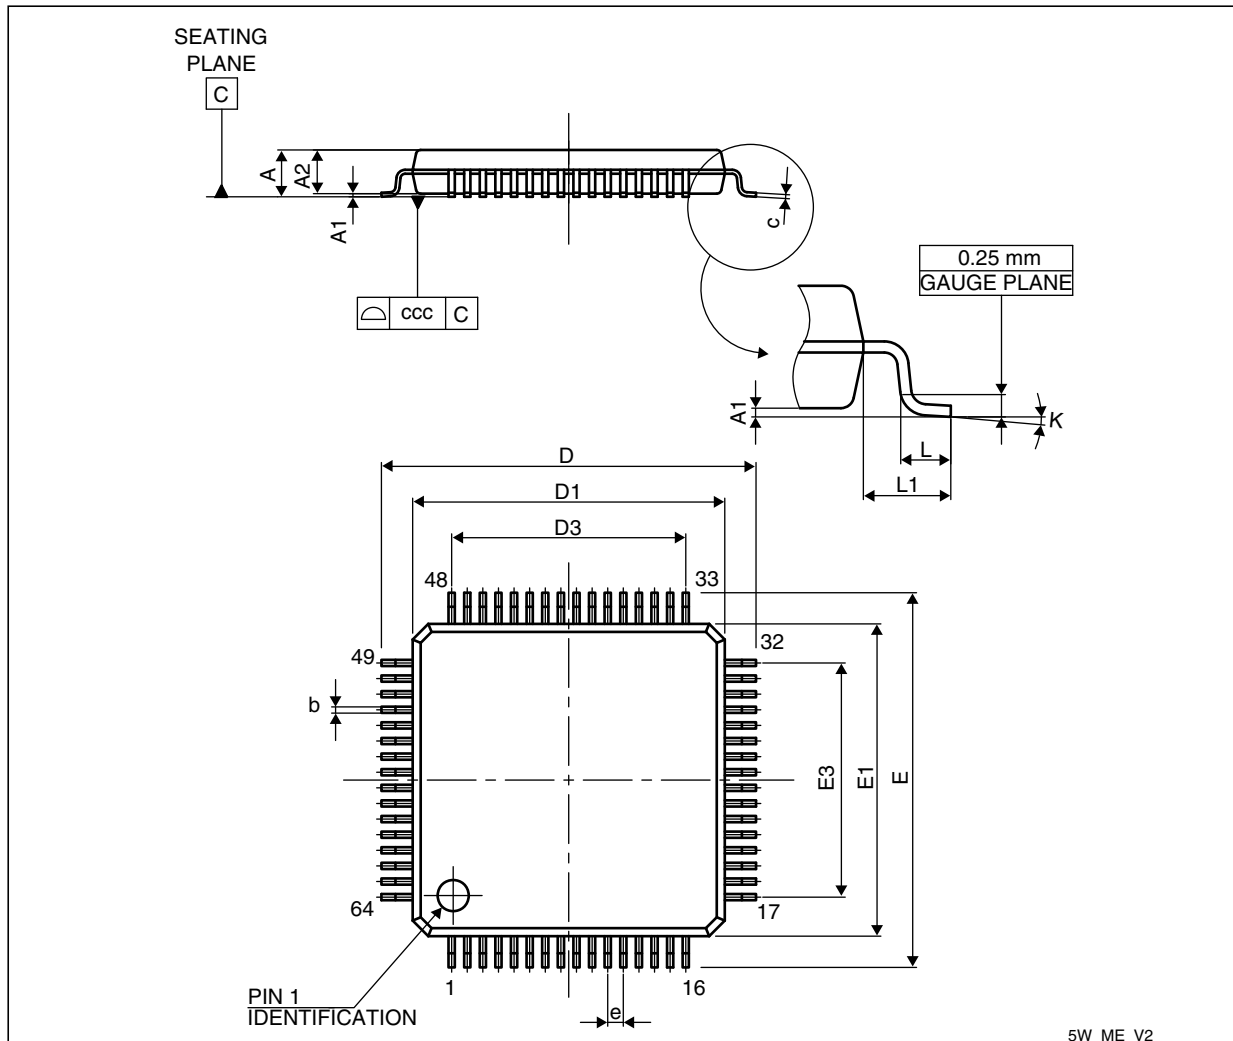 SEATING
PLANE
C
A
A2
A1
c
ccc C
0.25 mm
GAUGE PLANE
A1
K
L
L1
D
D1
D3
48
33
49
32
b
E3
E1
E
64
17
1
16
PIN 1
IDENTIFICATION
e
5W_ME_V2